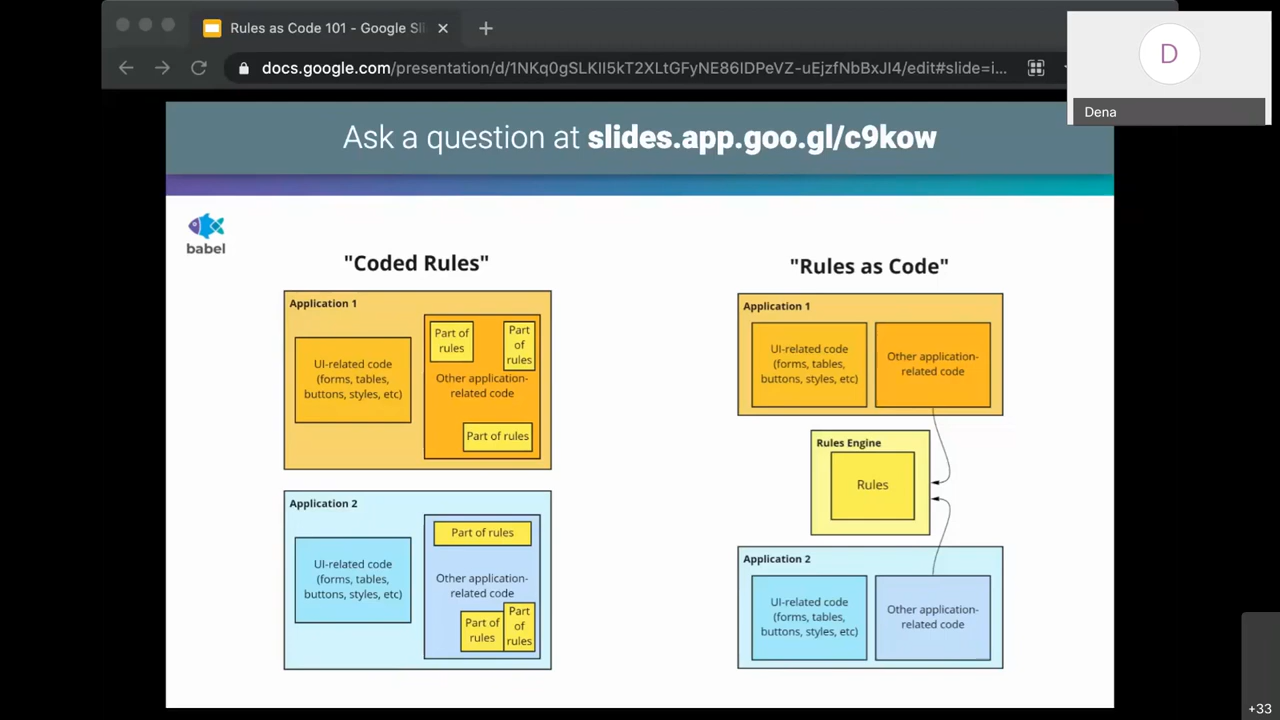 Rules as Code 101 - Google Sli
docs.google.com/presentation/d/1NKq0gSLKlI5kT2XLtGFyNE86IDPeVZ-uEjzfNbBxJI4/edit#slide=i...
D
Dena
Ask a question at slides.app.goo.gl/c9kow
babel
"Coded Rules"
Application 1
UI-related code
(forms, tables,
buttons, styles, etc)
Part of
rules
Part
of
rules
Other application-
related code
Part of rules
Application 2
UI-related code
(forms, tables,
buttons, styles, etc)
Part of rules
Other application-
related code
Part of
rules
Part
of
rules
"Rules as Code"
Application 1
UI-related code
(forms, tables,
buttons, styles, etc)
Other application-
related code
Rules Engine
Rules
Application 2
UI-related code
(forms, tables,
buttons, styles, etc)
Other application-
related code
+33